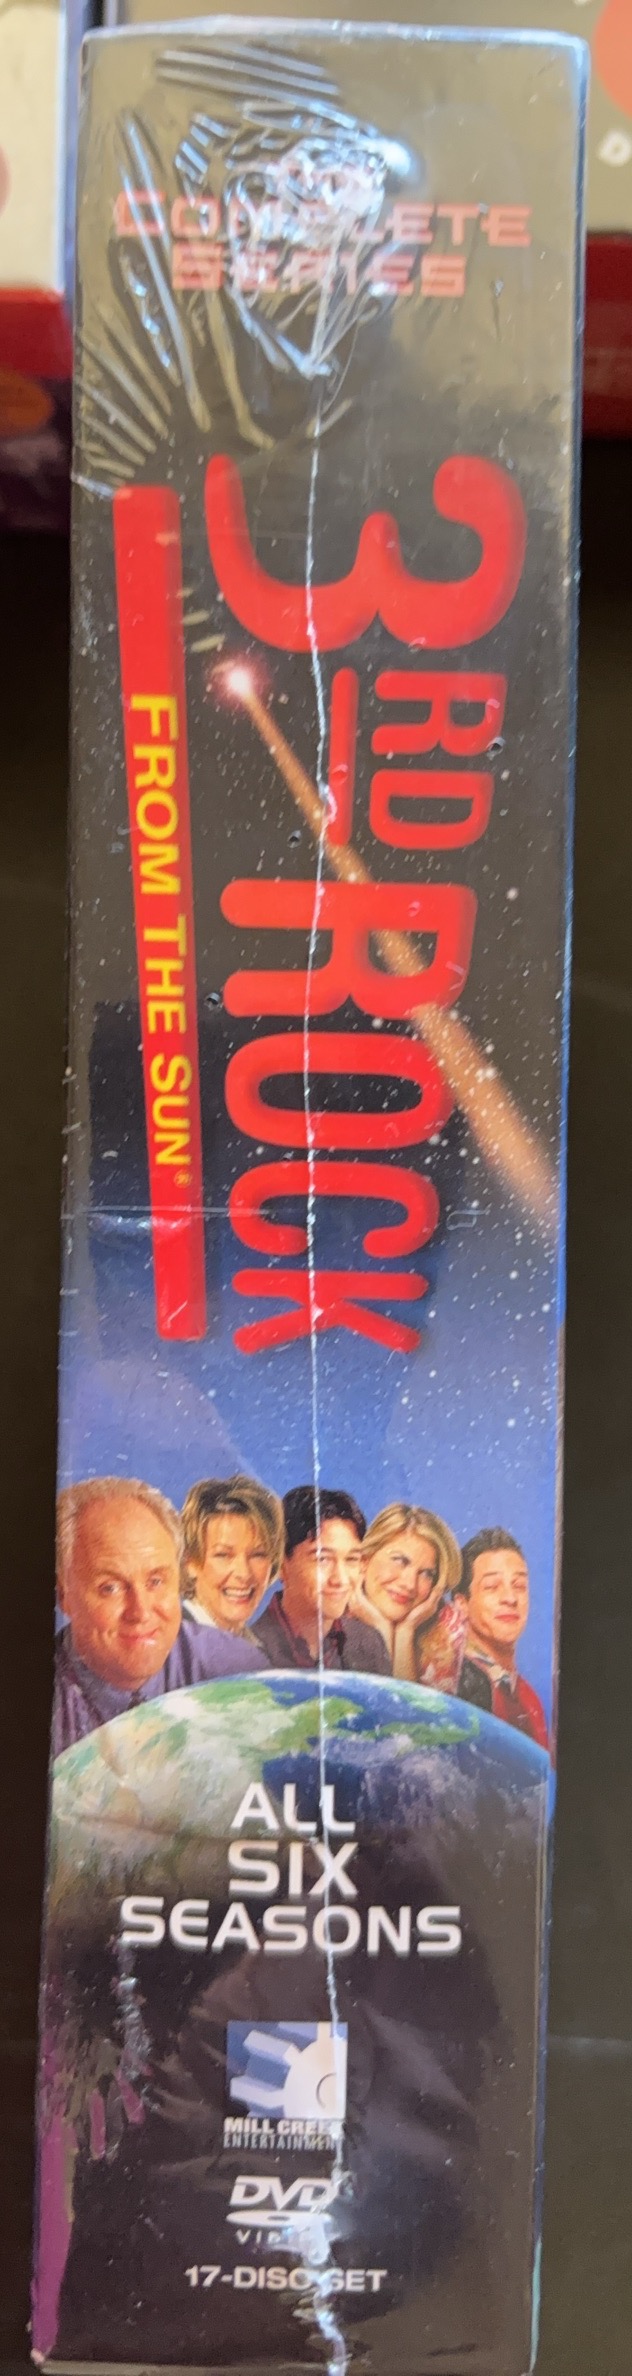 COMPLETE
SERIES
3RD ROCK
FROM THE SUN®
ALL
SIX
SEASONS
MILL CREEK
ENTERTAINMENT
DVD
VIDEO
17-DISC SET
D